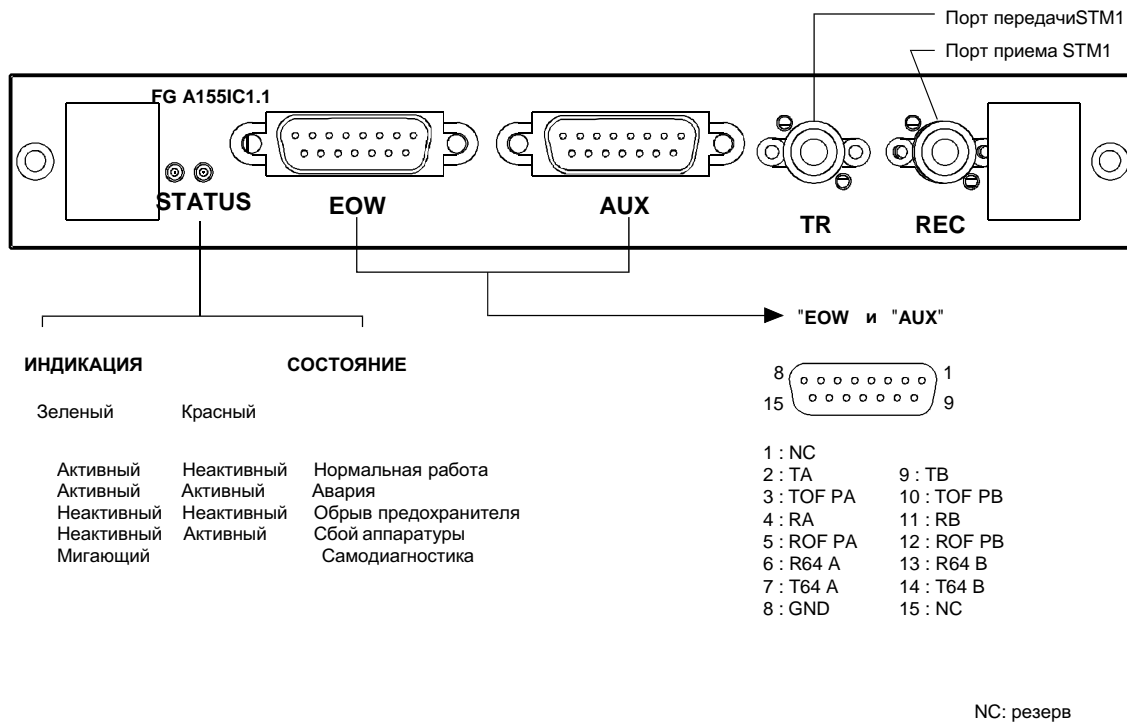 Порт передачиSTM1
Порт приема STM1
FG A155IC1.1
STATUS
EOW
AUX
TR
REC
"EOW и "AUX"
ИНДИКАЦИЯ СОСТОЯНИЕ
Зеленый Красный
Активный Неактивный Нормальная работа
Активный Активный Авария
Неактивный Неактивный Обрыв предохранителя
Неактивный Активный Сбой аппаратуры
Мигающий Самодиагностика
8 1
15 9
1 : NC
2 : TA 9 : TB
3 : TOF PA 10 : TOF PB
4 : RA 11 : RB
5 : ROF PA 12 : ROF PB
6 : R64 A 13 : R64 B
7 : T64 A 14 : T64 B
8 : GND 15 : NC
NC: резерв